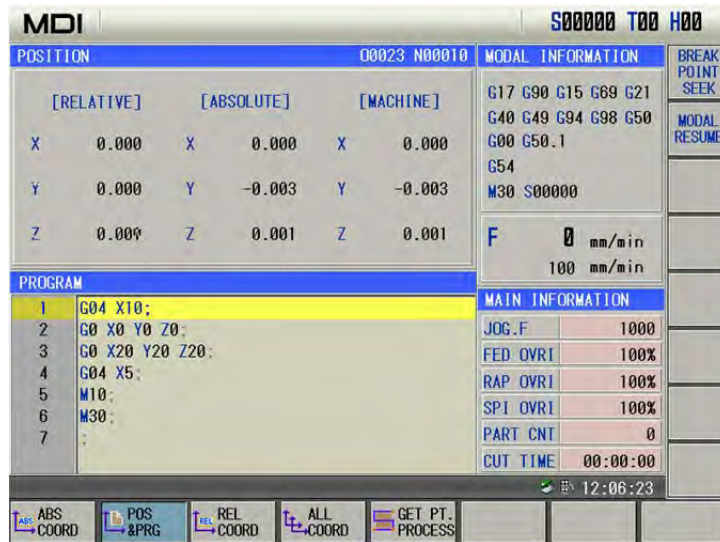 MDI S00000 T00 H00
POSITION O0023 N00010
[RELATIVE] [ABSOLUTE] [MACHINE]
X 0.000 X 0.000 X 0.000
Y 0.000 Y -0.003 Y -0.003
Z 0.000 Z 0.001 Z 0.001
PROGRAM
1 G04 X10;
2 G0 X0 Y0 Z0;
3 G0 X20 Y20 Z20;
4 G04 X5;
5 M10;
6 M30;
7 ;
MODAL INFORMATION
G17 G90 G15 G69 G21
G40 G49 G94 G98 G50
G00 G50.1
G54
M30 S00000
F 0 mm/min
100 mm/min
MAIN INFORMATION
JOG.F 1000
FED OVRI 100%
RAP OVRI 100%
SPI OVRI 100%
PART CNT 0
CUT TIME 00:00:00
12:06:23
BREAK
POINT
SEEK
MODAL
RESUME
ABS ABS
COORD
POS
&PRG
REL REL
COORD
ALL
COORD
GET PT.
PROCESS